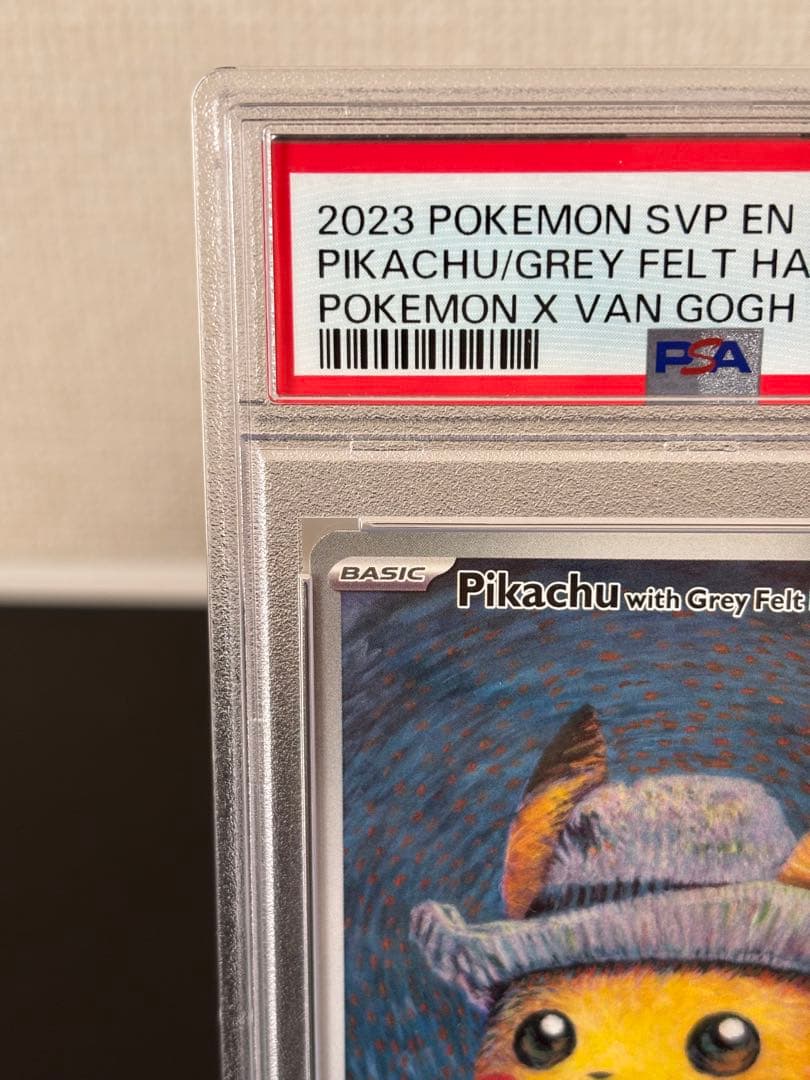 2023 POKEMON SVP EN
PIKACHU/GREY FELT HA
POKEMON X VAN GOGH
PSA
BASIC
Pikachu with Grey Felt